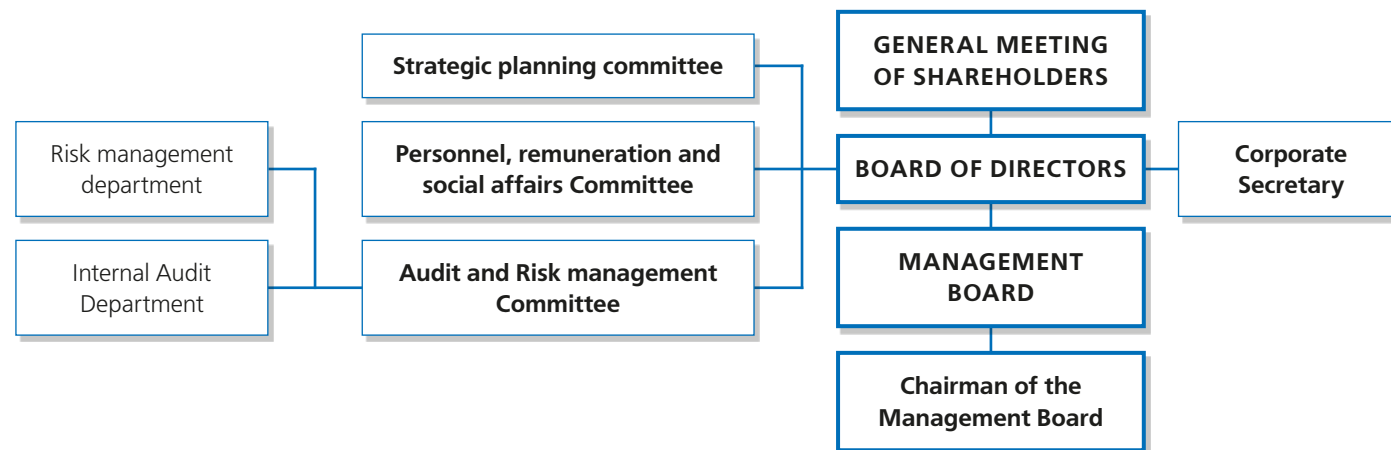 Strategic planning committee
GENERAL MEETING
OF SHAREHOLDERS
Risk management
department
Personnel, remuneration and
social affairs Committee
BOARD OF DIRECTORS
Corporate
Secretary
Internal Audit
Department
Audit and Risk management
Committee
MANAGEMENT
BOARD
Chairman of the
Management Board